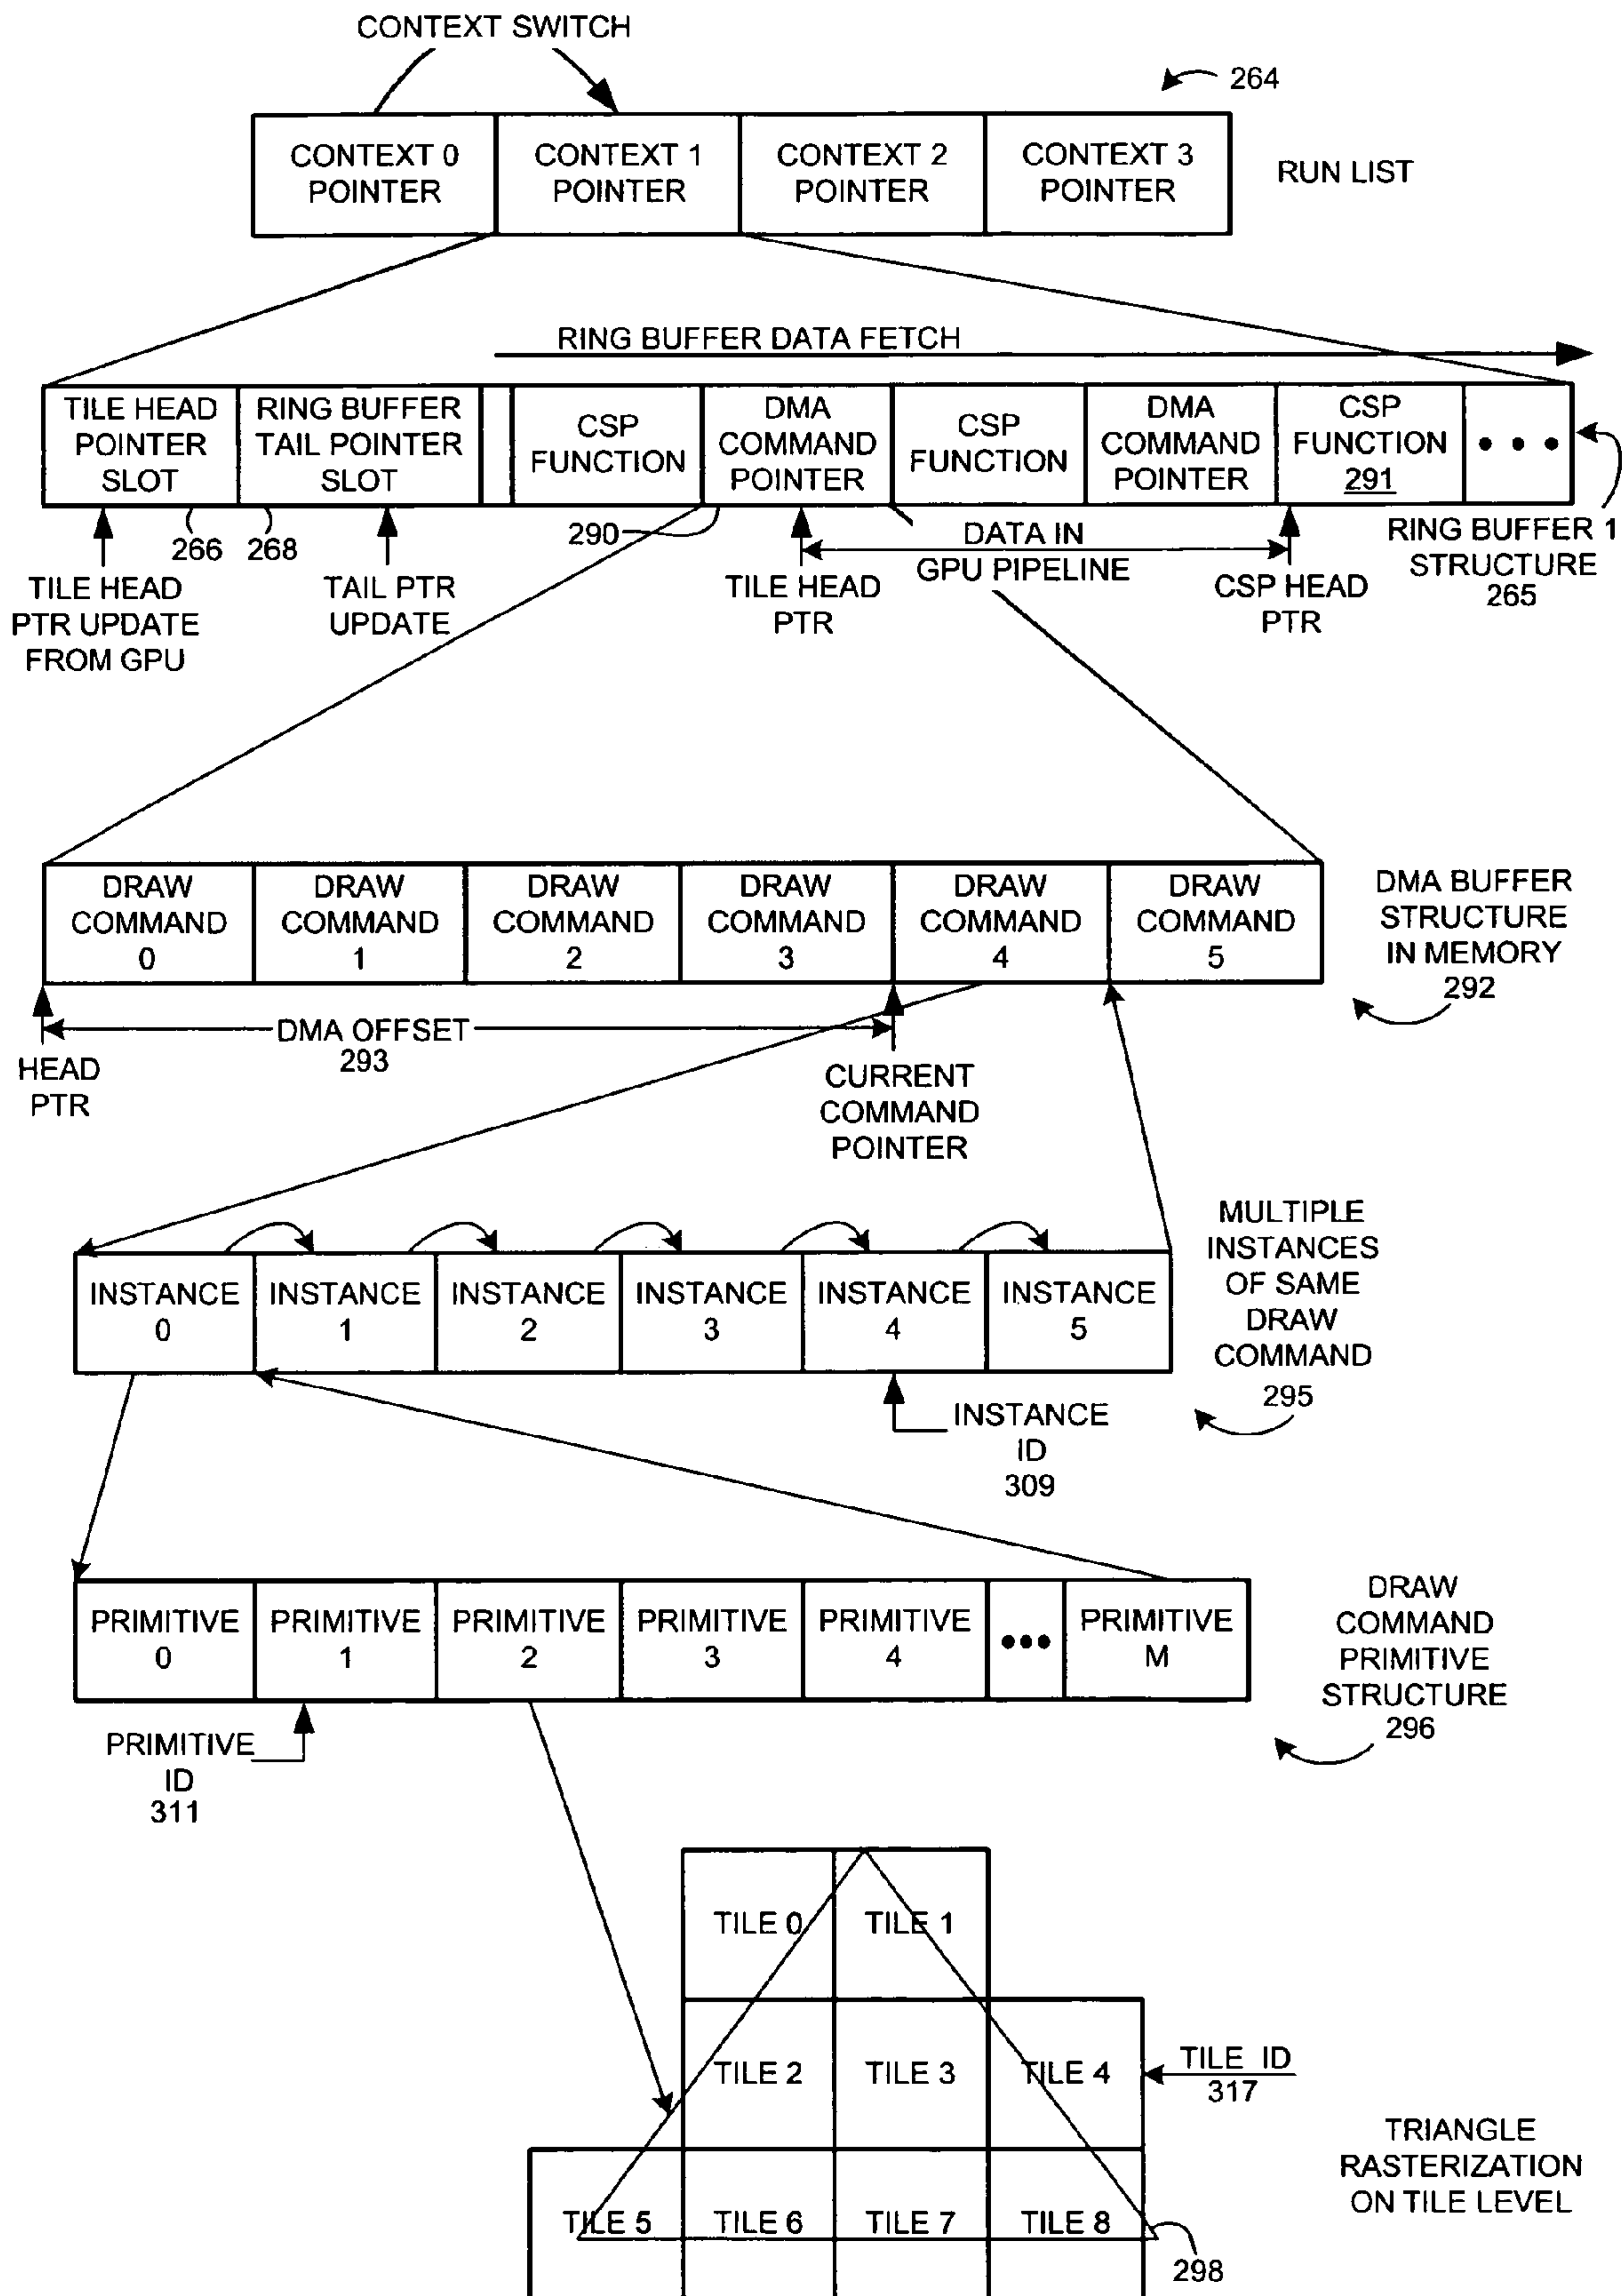 CONTEXT SWITCH
264
CONTEXT 0
POINTER
CONTEXT 1
POINTER
CONTEXT 2
POINTER
CONTEXT 3
POINTER
RUN LIST
RING BUFFER DATA FETCH
TILE HEAD
POINTER
SLOT
RING BUFFER
TAIL POINTER
SLOT
CSP
FUNCTION
DMA
COMMAND
POINTER
CSP
FUNCTION
DMA
COMMAND
POINTER
CSP
FUNCTION
291
• • •
266
268
290
TILE HEAD
PTR UPDATE
FROM GPU
TAIL PTR
UPDATE
TILE HEAD
PTR
DATA IN
GPU PIPELINE
CSP HEAD
PTR
RING BUFFER 1
STRUCTURE
265
DRAW
COMMAND
0
DRAW
COMMAND
1
DRAW
COMMAND
2
DRAW
COMMAND
3
DRAW
COMMAND
4
DRAW
COMMAND
5
DMA BUFFER
STRUCTURE
IN MEMORY
292
DMA OFFSET
293
HEAD
PTR
CURRENT
COMMAND
POINTER
INSTANCE
0
INSTANCE
1
INSTANCE
2
INSTANCE
3
INSTANCE
4
INSTANCE
5
MULTIPLE
INSTANCES
OF SAME
DRAW
COMMAND
295
INSTANCE
ID
309
PRIMITIVE
0
PRIMITIVE
1
PRIMITIVE
2
PRIMITIVE
3
PRIMITIVE
4
•••
PRIMITIVE
M
DRAW
COMMAND
PRIMITIVE
STRUCTURE
296
PRIMITIVE
ID
311
TILE 0
TILE 1
TILE 2
TILE 3
TILE 4
TILE ID
317
TILE 5
TILE 6
TILE 7
TILE 8
298
TRIANGLE
RASTERIZATION
ON TILE LEVEL